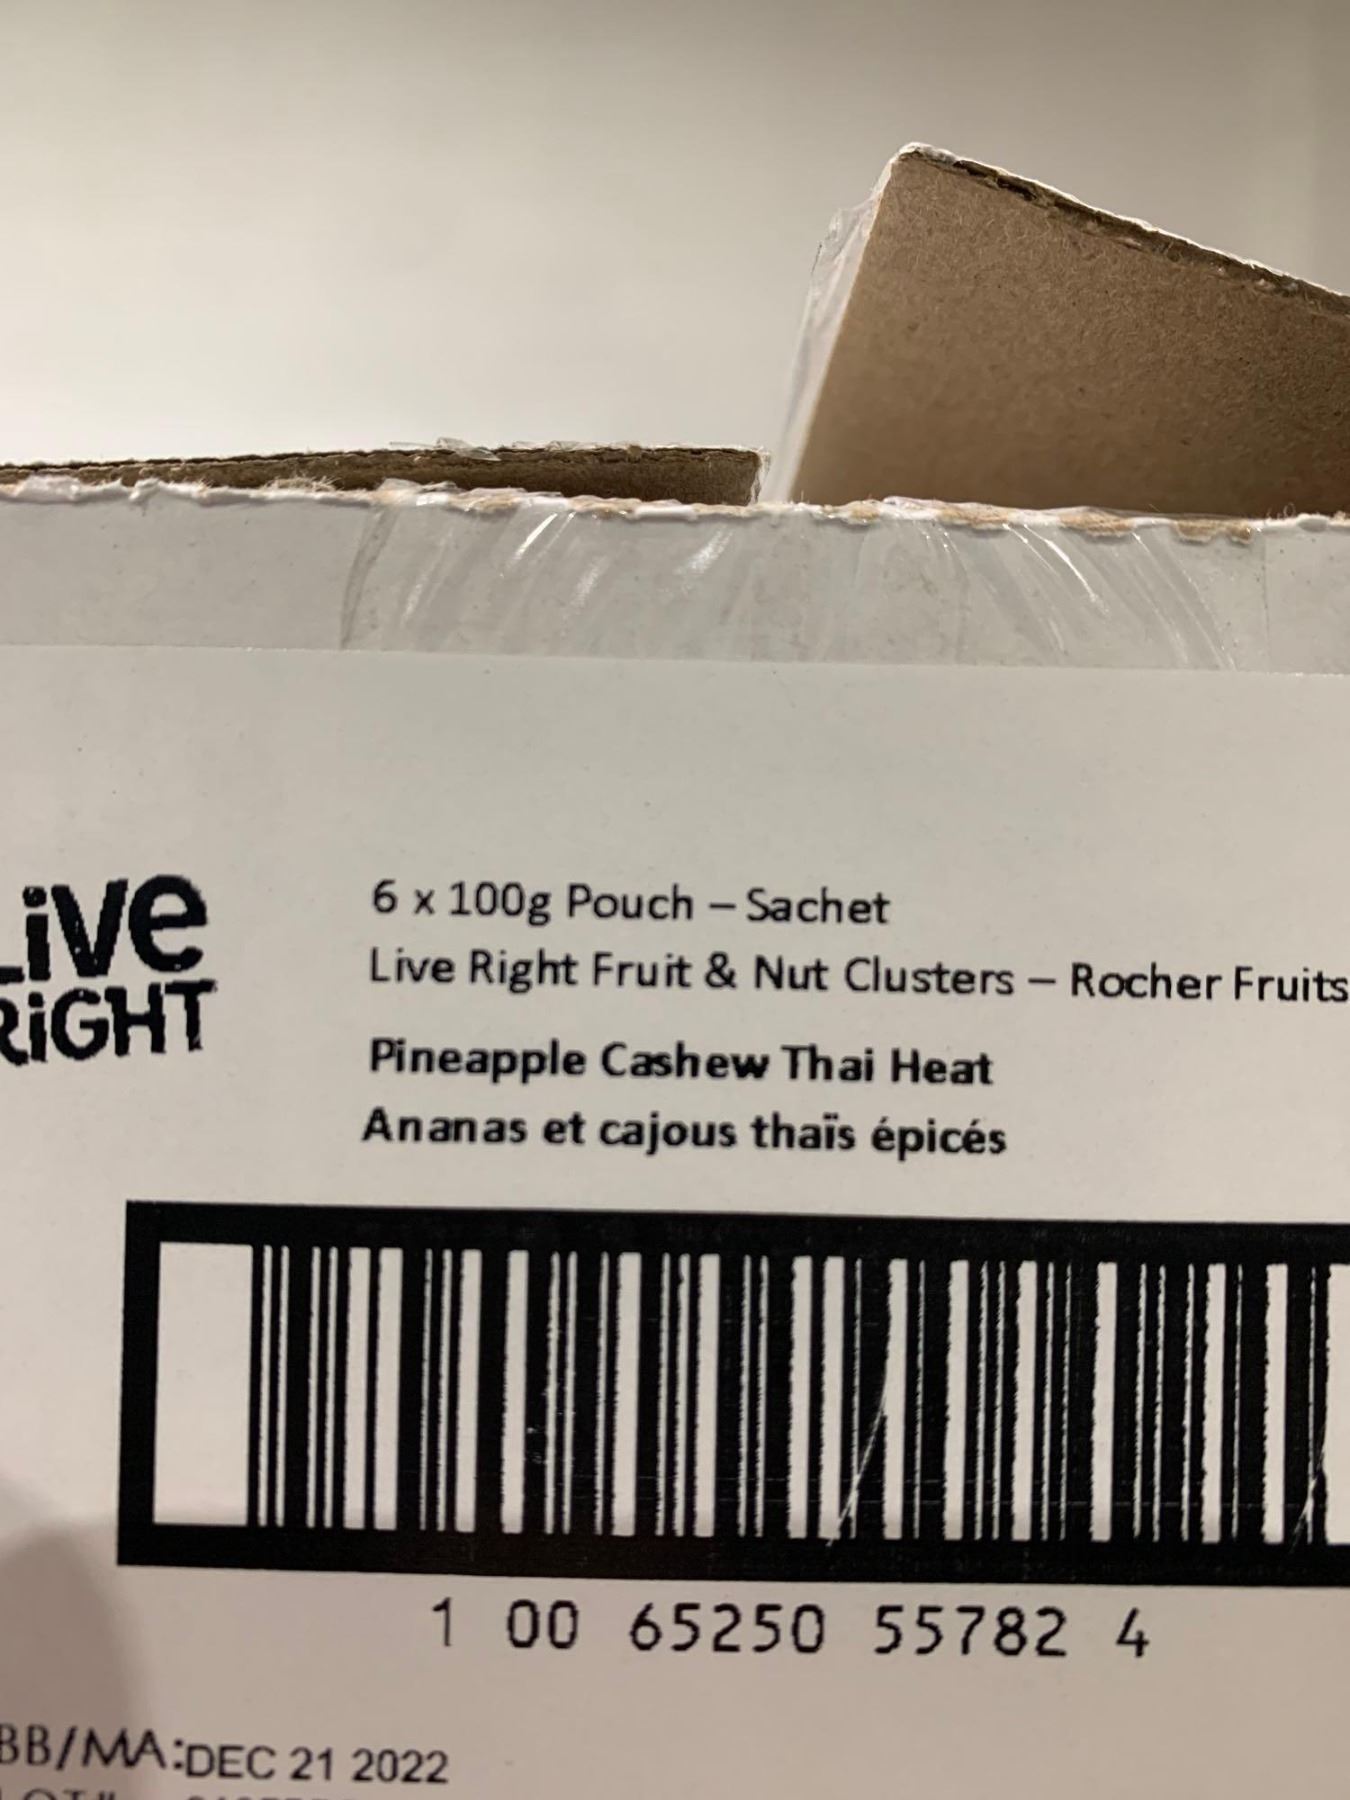 Live
RiGHT
6 x 100g Pouch – Sachet
Live Right Fruit & Nut Clusters – Rocher Fruits
Pineapple Cashew Thai Heat
Ananas et cajous thaïs épicés
1 00 65250 55782 4
BB/MA:DEC 21 2022